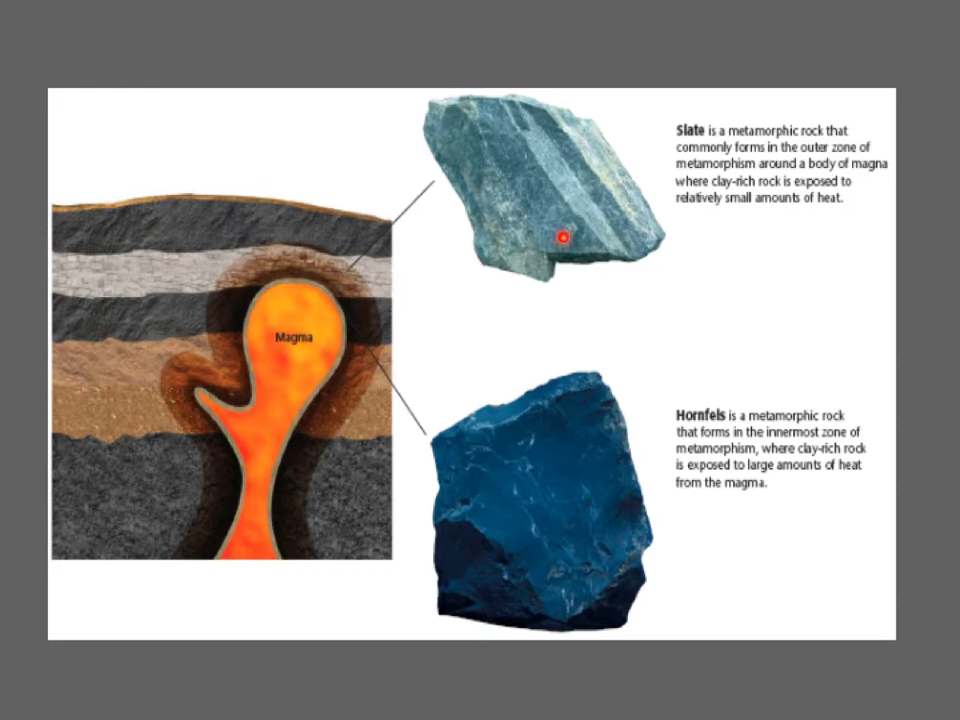 Slate is a metamorphic rock that
commonly forms in the outer zone of
metamorphism around a body of magna
where clay-rich rock is exposed to
relatively small amounts of heat.
Magma
Hornfels is a metamorphic rock
that forms in the innermost zone of
metamorphism, where clay-rich rock
is exposed to large amounts of heat
from the magma.